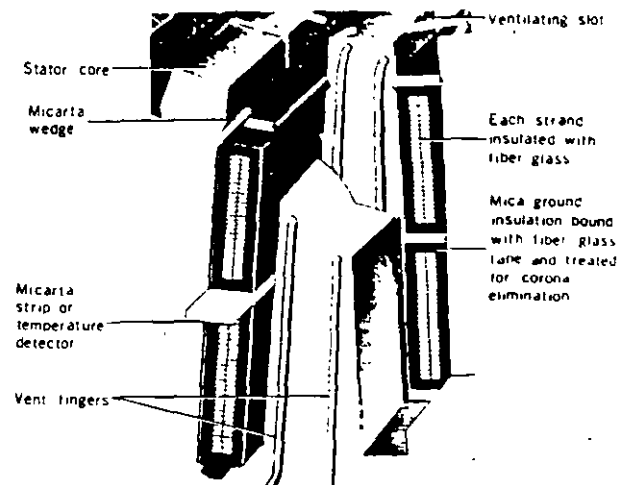 Ventilating slot
Stator core
Micarta
wedge
Each strand
insulated with
fiber glass
Mica ground
insulation bound
with fiber glass
tape and treated
for corona
elimination
Micarta
strip or
temperature
detector
Vent fingers